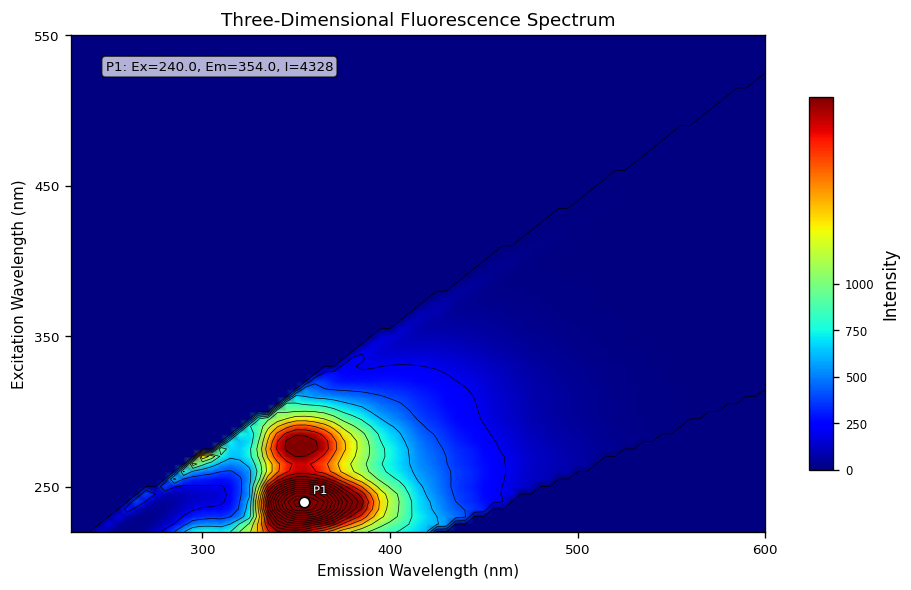 Three-Dimensional Fluorescence Spectrum
P1: Ex=240.0, Em=354.0, I=4328
P1
550
450
350
250
Excitation Wavelength (nm)
300
400
500
600
Emission Wavelength (nm)
1000
750
500
250
0
Intensity